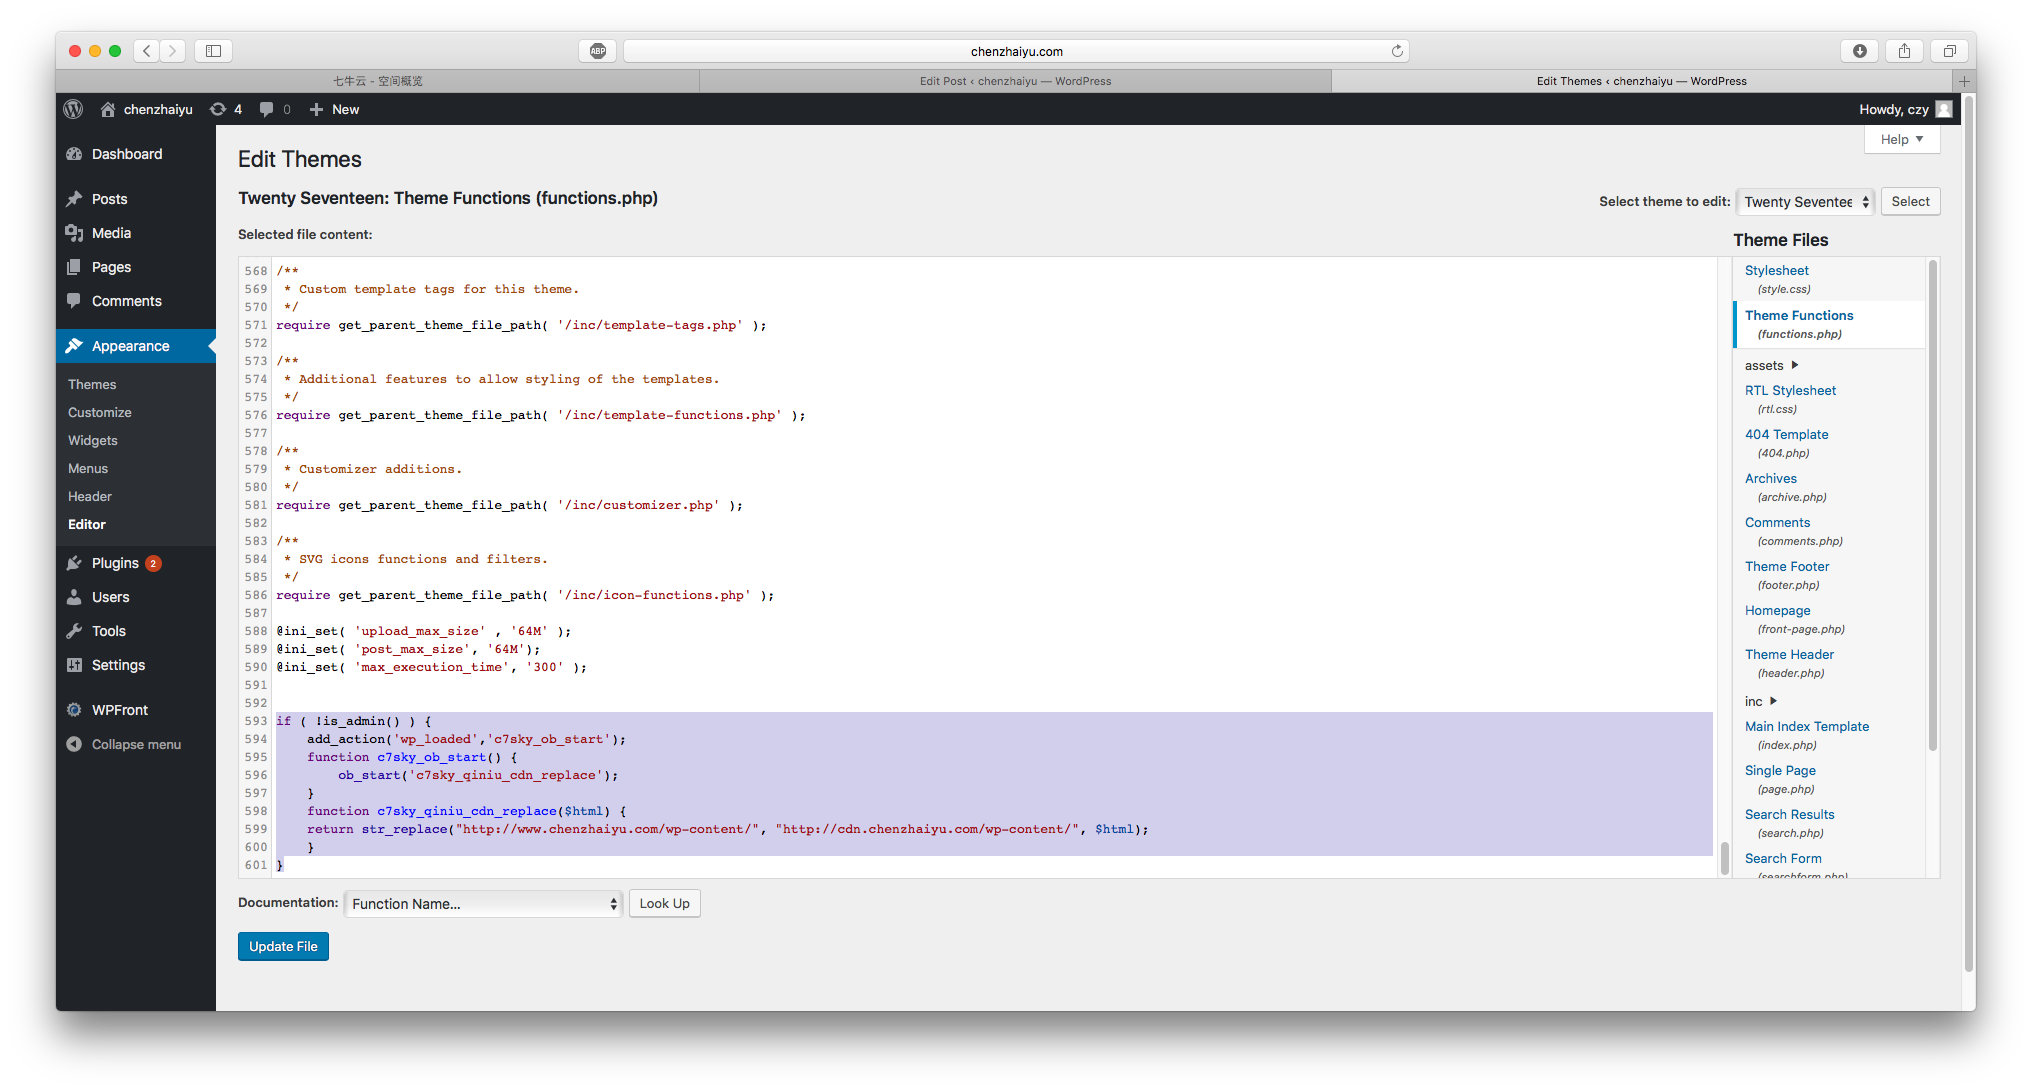 ABP
chenzhaiyu.com
七牛云 - 空间概览
Edit Post ‹ chenzhaiyu — WordPress
Edit Themes ‹ chenzhaiyu — WordPress
chenzhaiyu 4 0 + New
Howdy, czy
Help ▼
Dashboard
Posts
Media
Pages
Comments
Appearance
Themes
Customize
Widgets
Menus
Header
Editor
Plugins 2
Users
Tools
Settings
WPFront
Collapse menu
Edit Themes
Twenty Seventeen: Theme Functions (functions.php)
Select theme to edit: Twenty Seventee Select
Selected file content:
568 /**
569  * Custom template tags for this theme.
570  */
571 require get_parent_theme_file_path( '/inc/template-tags.php' );
572
573 /**
574  * Additional features to allow styling of the templates.
575  */
576 require get_parent_theme_file_path( '/inc/template-functions.php' );
577
578 /**
579  * Customizer additions.
580  */
581 require get_parent_theme_file_path( '/inc/customizer.php' );
582
583 /**
584  * SVG icons functions and filters.
585  */
586 require get_parent_theme_file_path( '/inc/icon-functions.php' );
587
588 @ini_set( 'upload_max_size' , '64M' );
589 @ini_set( 'post_max_size', '64M');
590 @ini_set( 'max_execution_time', '300' );
591
592
593 if ( !is_admin() ) {
594     add_action('wp_loaded','c7sky_ob_start');
595     function c7sky_ob_start() {
596         ob_start('c7sky_qiniu_cdn_replace');
597     }
598     function c7sky_qiniu_cdn_replace($html) {
599     return str_replace("http://www.chenzhaiyu.com/wp-content/", "http://cdn.chenzhaiyu.com/wp-content/", $html);
600     }
601 }
Theme Files
Stylesheet
(style.css)
Theme Functions
(functions.php)
assets ▶
RTL Stylesheet
(rtl.css)
404 Template
(404.php)
Archives
(archive.php)
Comments
(comments.php)
Theme Footer
(footer.php)
Homepage
(front-page.php)
Theme Header
(header.php)
inc ▶
Main Index Template
(index.php)
Single Page
(page.php)
Search Results
(search.php)
Search Form
(searchform.php)
Documentation: Function Name... Look Up
Update File